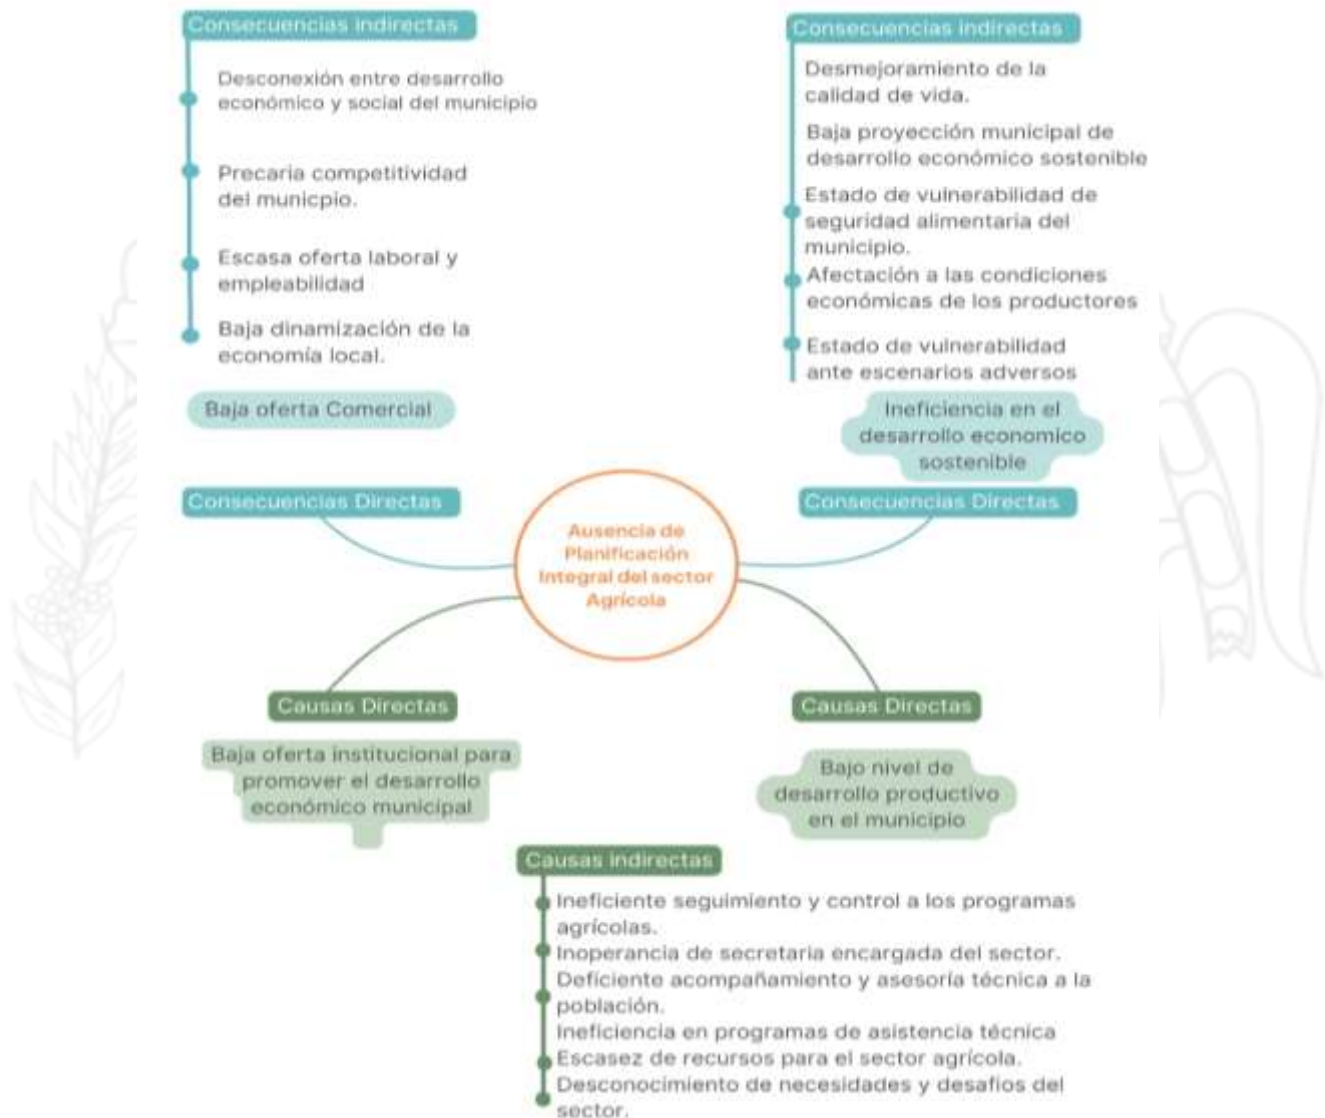 Consecuencias indirectas
Desconexión entre desarrollo
económico y social del municipio
Precaria competitividad
del municpio.
Escasa oferta laboral y
empleabilidad
Baja dinamización de la
economía local.
Baja oferta Comercial
Consecuencias Directas
Consecuencias indirectas
Desmejoramiento de la
calidad de vida.
Baja proyección municipal de
desarrollo económico sostenible
Estado de vulnerabilidad de
seguridad alimentaria del
municipio.
Afectación a las condiciones
económicas de los productores
Estado de vulnerabilidad
ante escenarios adversos
Ineficiencia en el
desarrollo economico
sostenible
Consecuencias Directas
Ausencia de
Planificación
Integral del sector
Agrícola
Causas Directas
Baja oferta institucional para
promover el desarrollo
económico municipal
Causas Directas
Bajo nivel de
desarrollo productivo
en el municipio
Causas indirectas
Ineficiente seguimiento y control a los programas
agrícolas.
Inoperancia de secretaria encargada del sector.
Deficiente acompañamiento y asesoría técnica a la
población.
Ineficiencia en programas de asistencia técnica
Escasez de recursos para el sector agrícola.
Desconocimiento de necesidades y desafios del
sector.